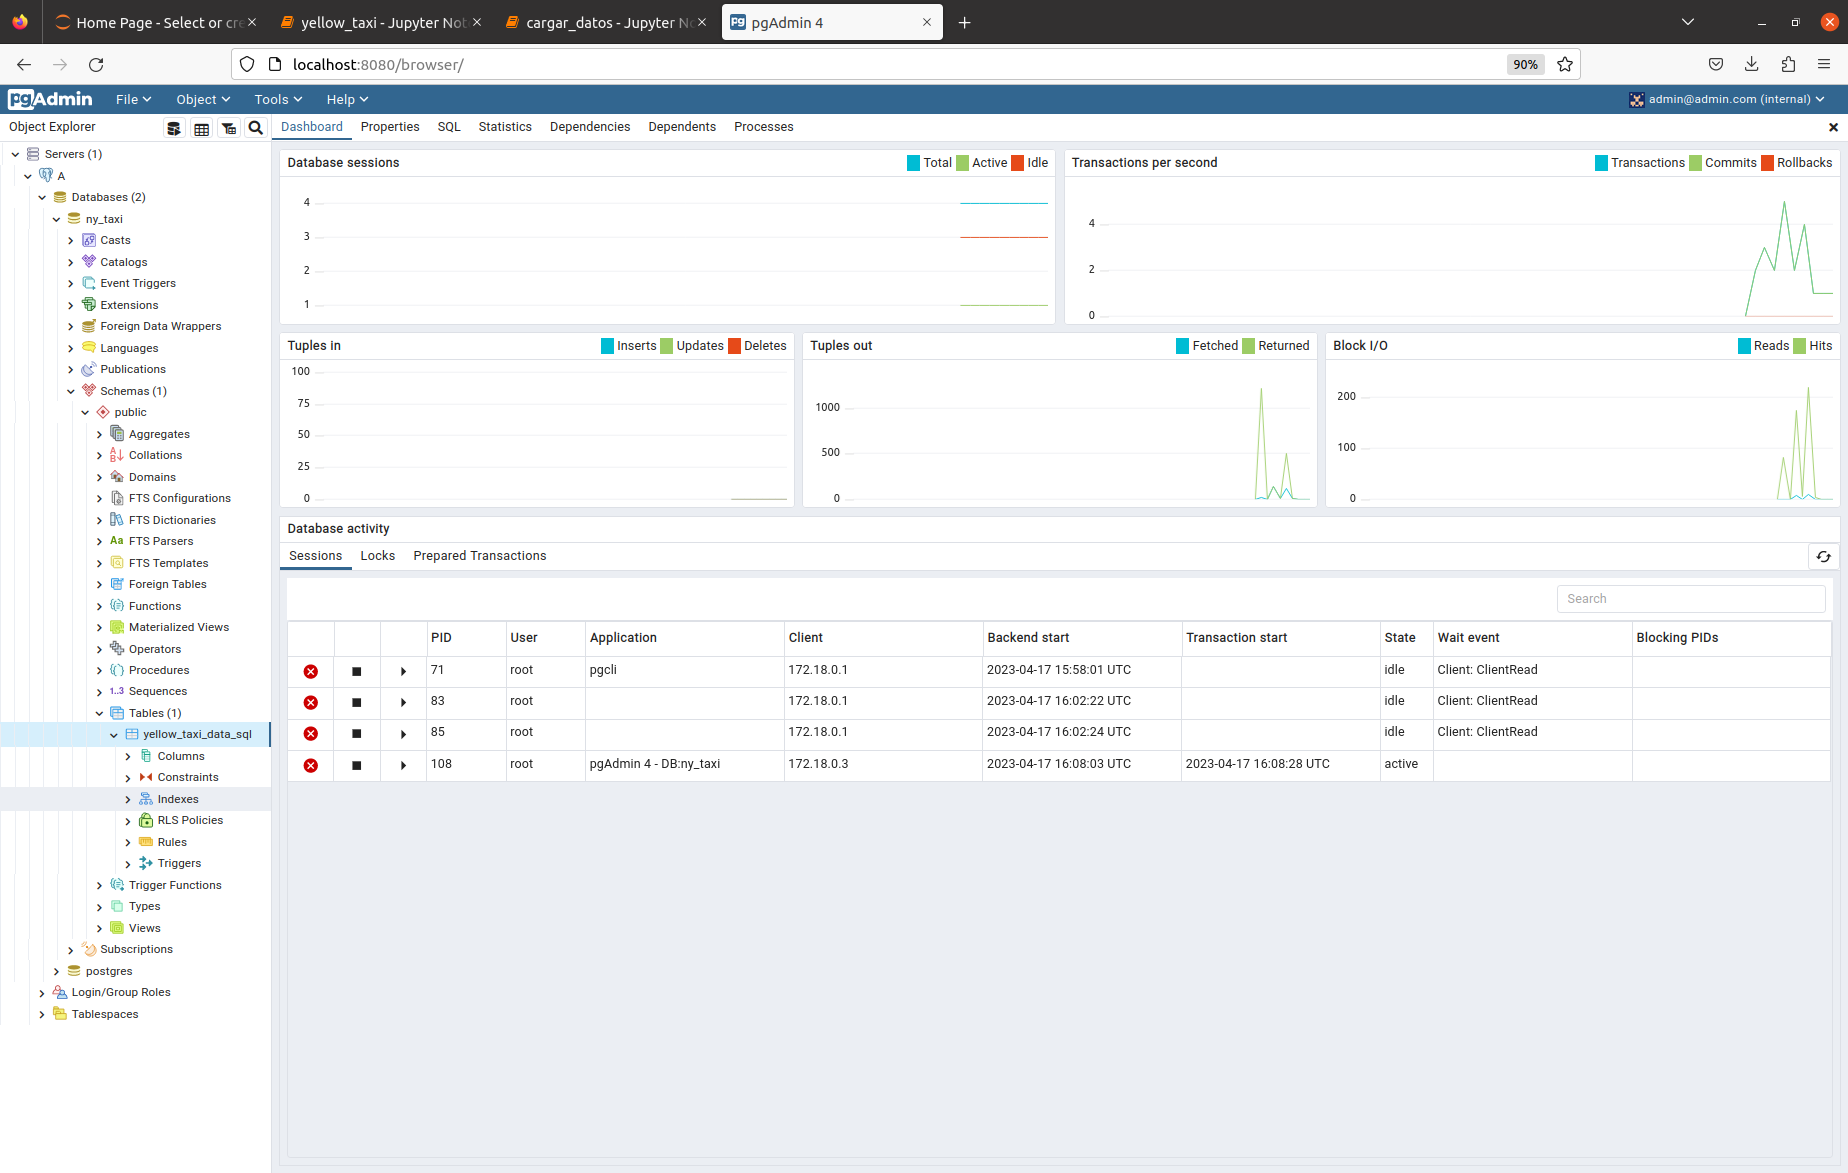 Home Page - Select or cre
yellow_taxi - Jupyter Not
cargar_datos - Jupyter N
pgAdmin 4
localhost:8080/browser/
90%
pgAdmin
File
Object
Tools
Help
admin@admin.com (internal)
Object Explorer
Dashboard
Properties
SQL
Statistics
Dependencies
Dependents
Processes
Servers (1)
A
Databases (2)
ny_taxi
Casts
Catalogs
Event Triggers
Extensions
Foreign Data Wrappers
Languages
Publications
Schemas (1)
public
Aggregates
Collations
Domains
FTS Configurations
FTS Dictionaries
FTS Parsers
FTS Templates
Foreign Tables
Functions
Materialized Views
Operators
Procedures
1..3 Sequences
Tables (1)
yellow_taxi_data_sql
Columns
Constraints
Indexes
RLS Policies
Rules
Triggers
Trigger Functions
Types
Views
Subscriptions
postgres
Login/Group Roles
Tablespaces
Database sessions
Total Active Idle
4
3
2
1
Transactions per second
Transactions Commits Rollbacks
4
2
0
Tuples in
Inserts Updates Deletes
100
75
50
25
0
Tuples out
Fetched Returned
1000
500
0
Block I/O
Reads Hits
200
100
0
Database activity
Sessions Locks Prepared Transactions
Search
PID User Application Client Backend start Transaction start State Wait event Blocking PIDs
71 root pgcli 172.18.0.1 2023-04-17 15:58:01 UTC idle Client: ClientRead
83 root 172.18.0.1 2023-04-17 16:02:22 UTC idle Client: ClientRead
85 root 172.18.0.1 2023-04-17 16:02:24 UTC idle Client: ClientRead
108 root pgAdmin 4 - DB:ny_taxi 172.18.0.3 2023-04-17 16:08:03 UTC 2023-04-17 16:08:28 UTC active